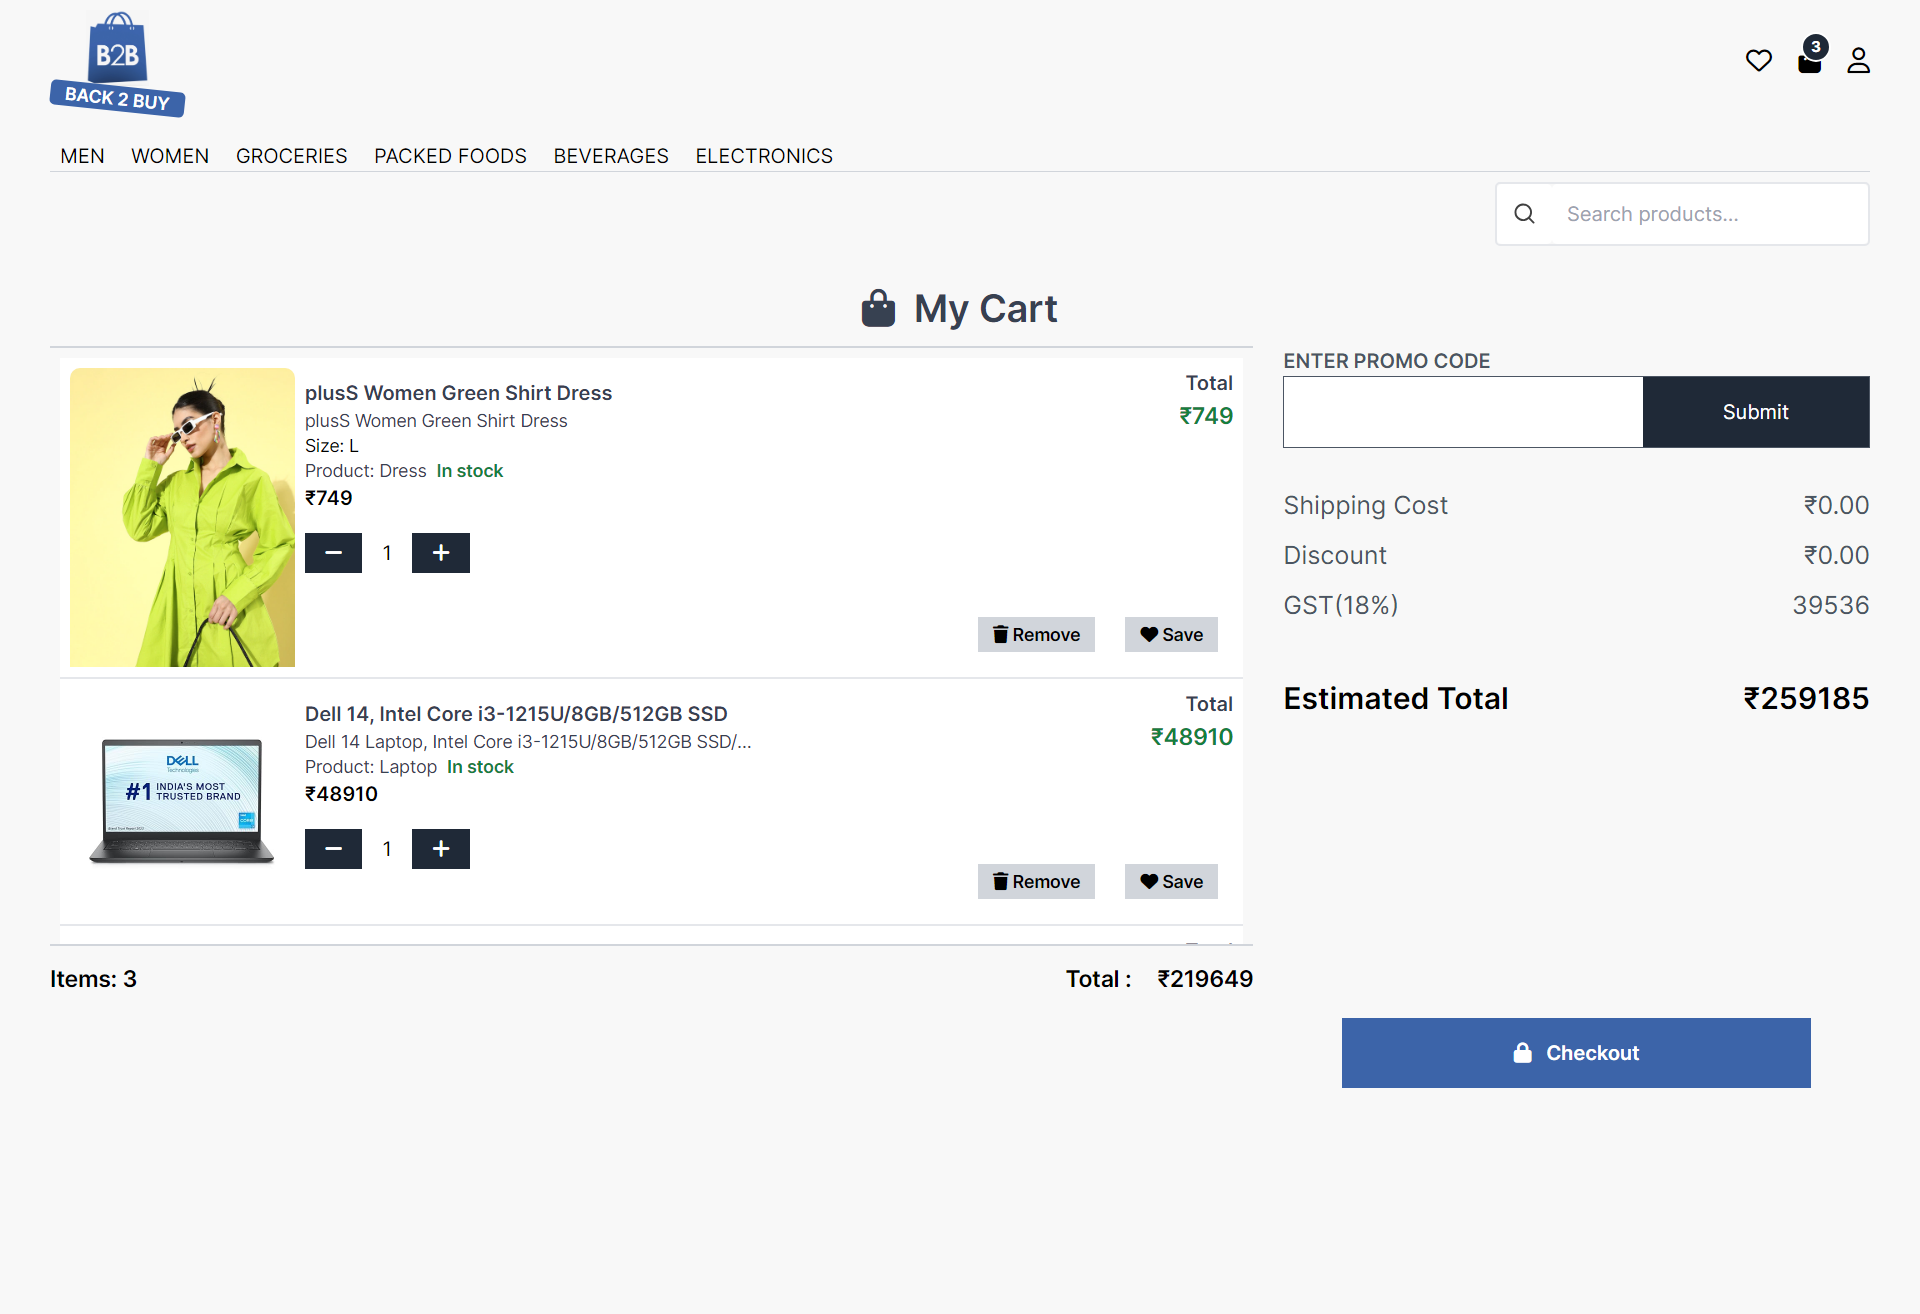 B2B
BACK 2 BUY
3
MEN WOMEN GROCERIES PACKED FOODS BEVERAGES ELECTRONICS
Search products...
My Cart
plusS Women Green Shirt Dress
plusS Women Green Shirt Dress
Size: L
Product: Dress In stock
₹749
1
Total
₹749
Remove Save
DELL
Technologies
#1 INDIA'S MOST
TRUSTED BRAND
Dell 14, Intel Core i3-1215U/8GB/512GB SSD
Dell 14 Laptop, Intel Core i3-1215U/8GB/512GB SSD/...
Product: Laptop In stock
₹48910
1
Total
₹48910
Remove Save
Items: 3
Total : ₹219649
ENTER PROMO CODE
Submit
Shipping Cost ₹0.00
Discount ₹0.00
GST(18%) 39536
Estimated Total ₹259185
Checkout